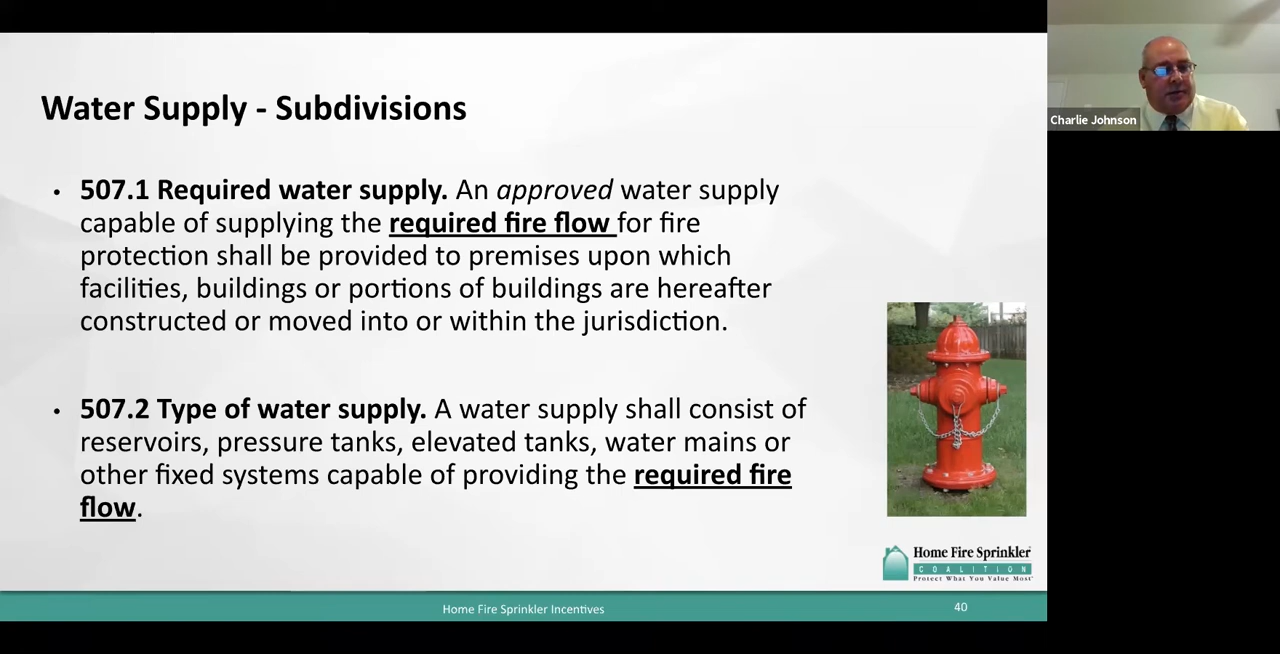 Water Supply - Subdivisions
• 507.1 Required water supply. An approved water supply
capable of supplying the required fire flow for fire
protection shall be provided to premises upon which
facilities, buildings or portions of buildings are hereafter
constructed or moved into or within the jurisdiction.
• 507.2 Type of water supply. A water supply shall consist of
reservoirs, pressure tanks, elevated tanks, water mains or
other fixed systems capable of providing the required fire
flow.
Home Fire Sprinkler
COALITION
Protect What You Value Most
Home Fire Sprinkler Incentives
40
Charlie Johnson